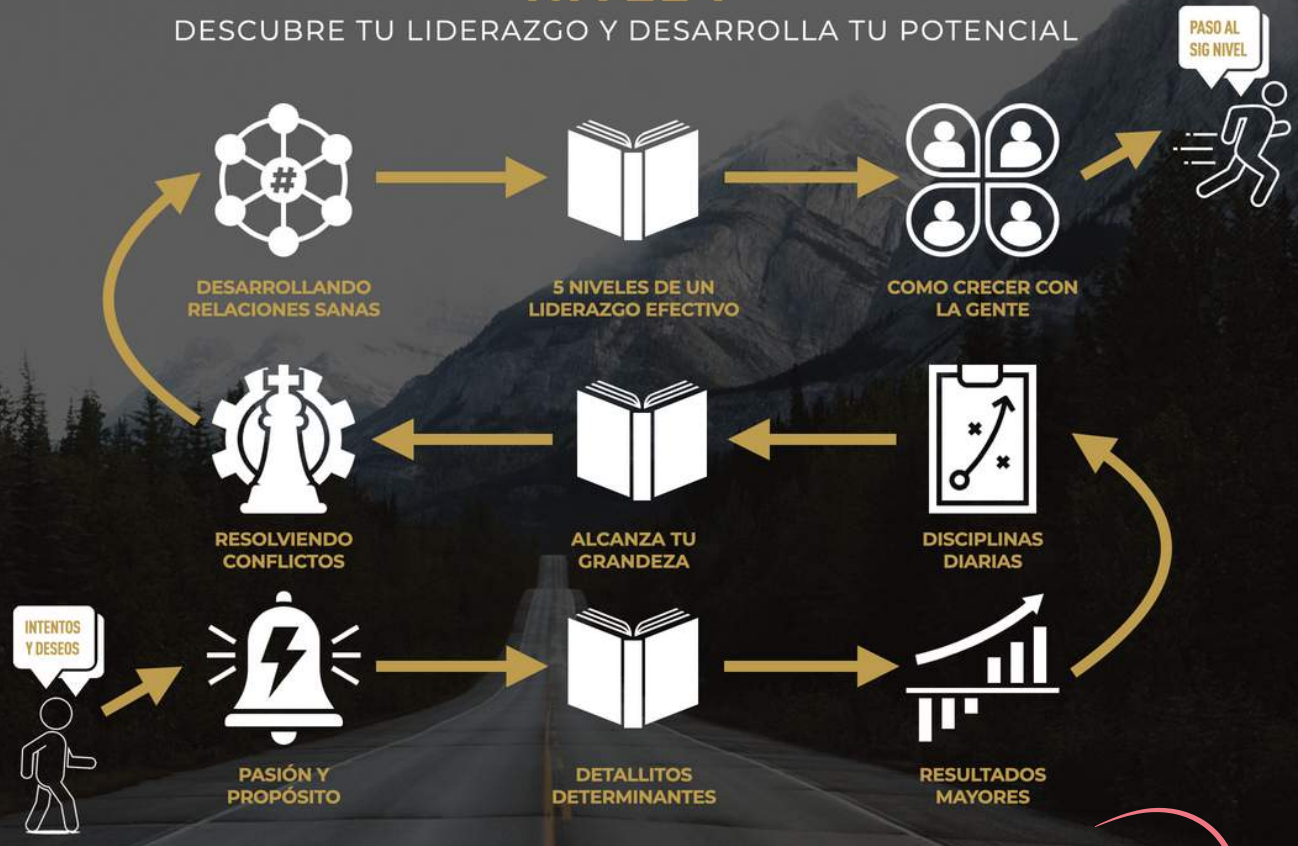 DESCUBRE TU LIDERAZGO Y DESARROLLA TU POTENCIAL
PASO AL
SIG NIVEL
#
DESARROLLANDO
RELACIONES SANAS
5 NIVELES DE UN
LIDERAZGO EFECTIVO
COMO CRECER CON
LA GENTE
RESOLVIENDO
CONFLICTOS
ALCANZA TU
GRANDEZA
DISCIPLINAS
DIARIAS
INTENTOS
Y DESEOS
PASIÓN Y
PROPÓSITO
DETALLITOS
DETERMINANTES
RESULTADOS
MAYORES